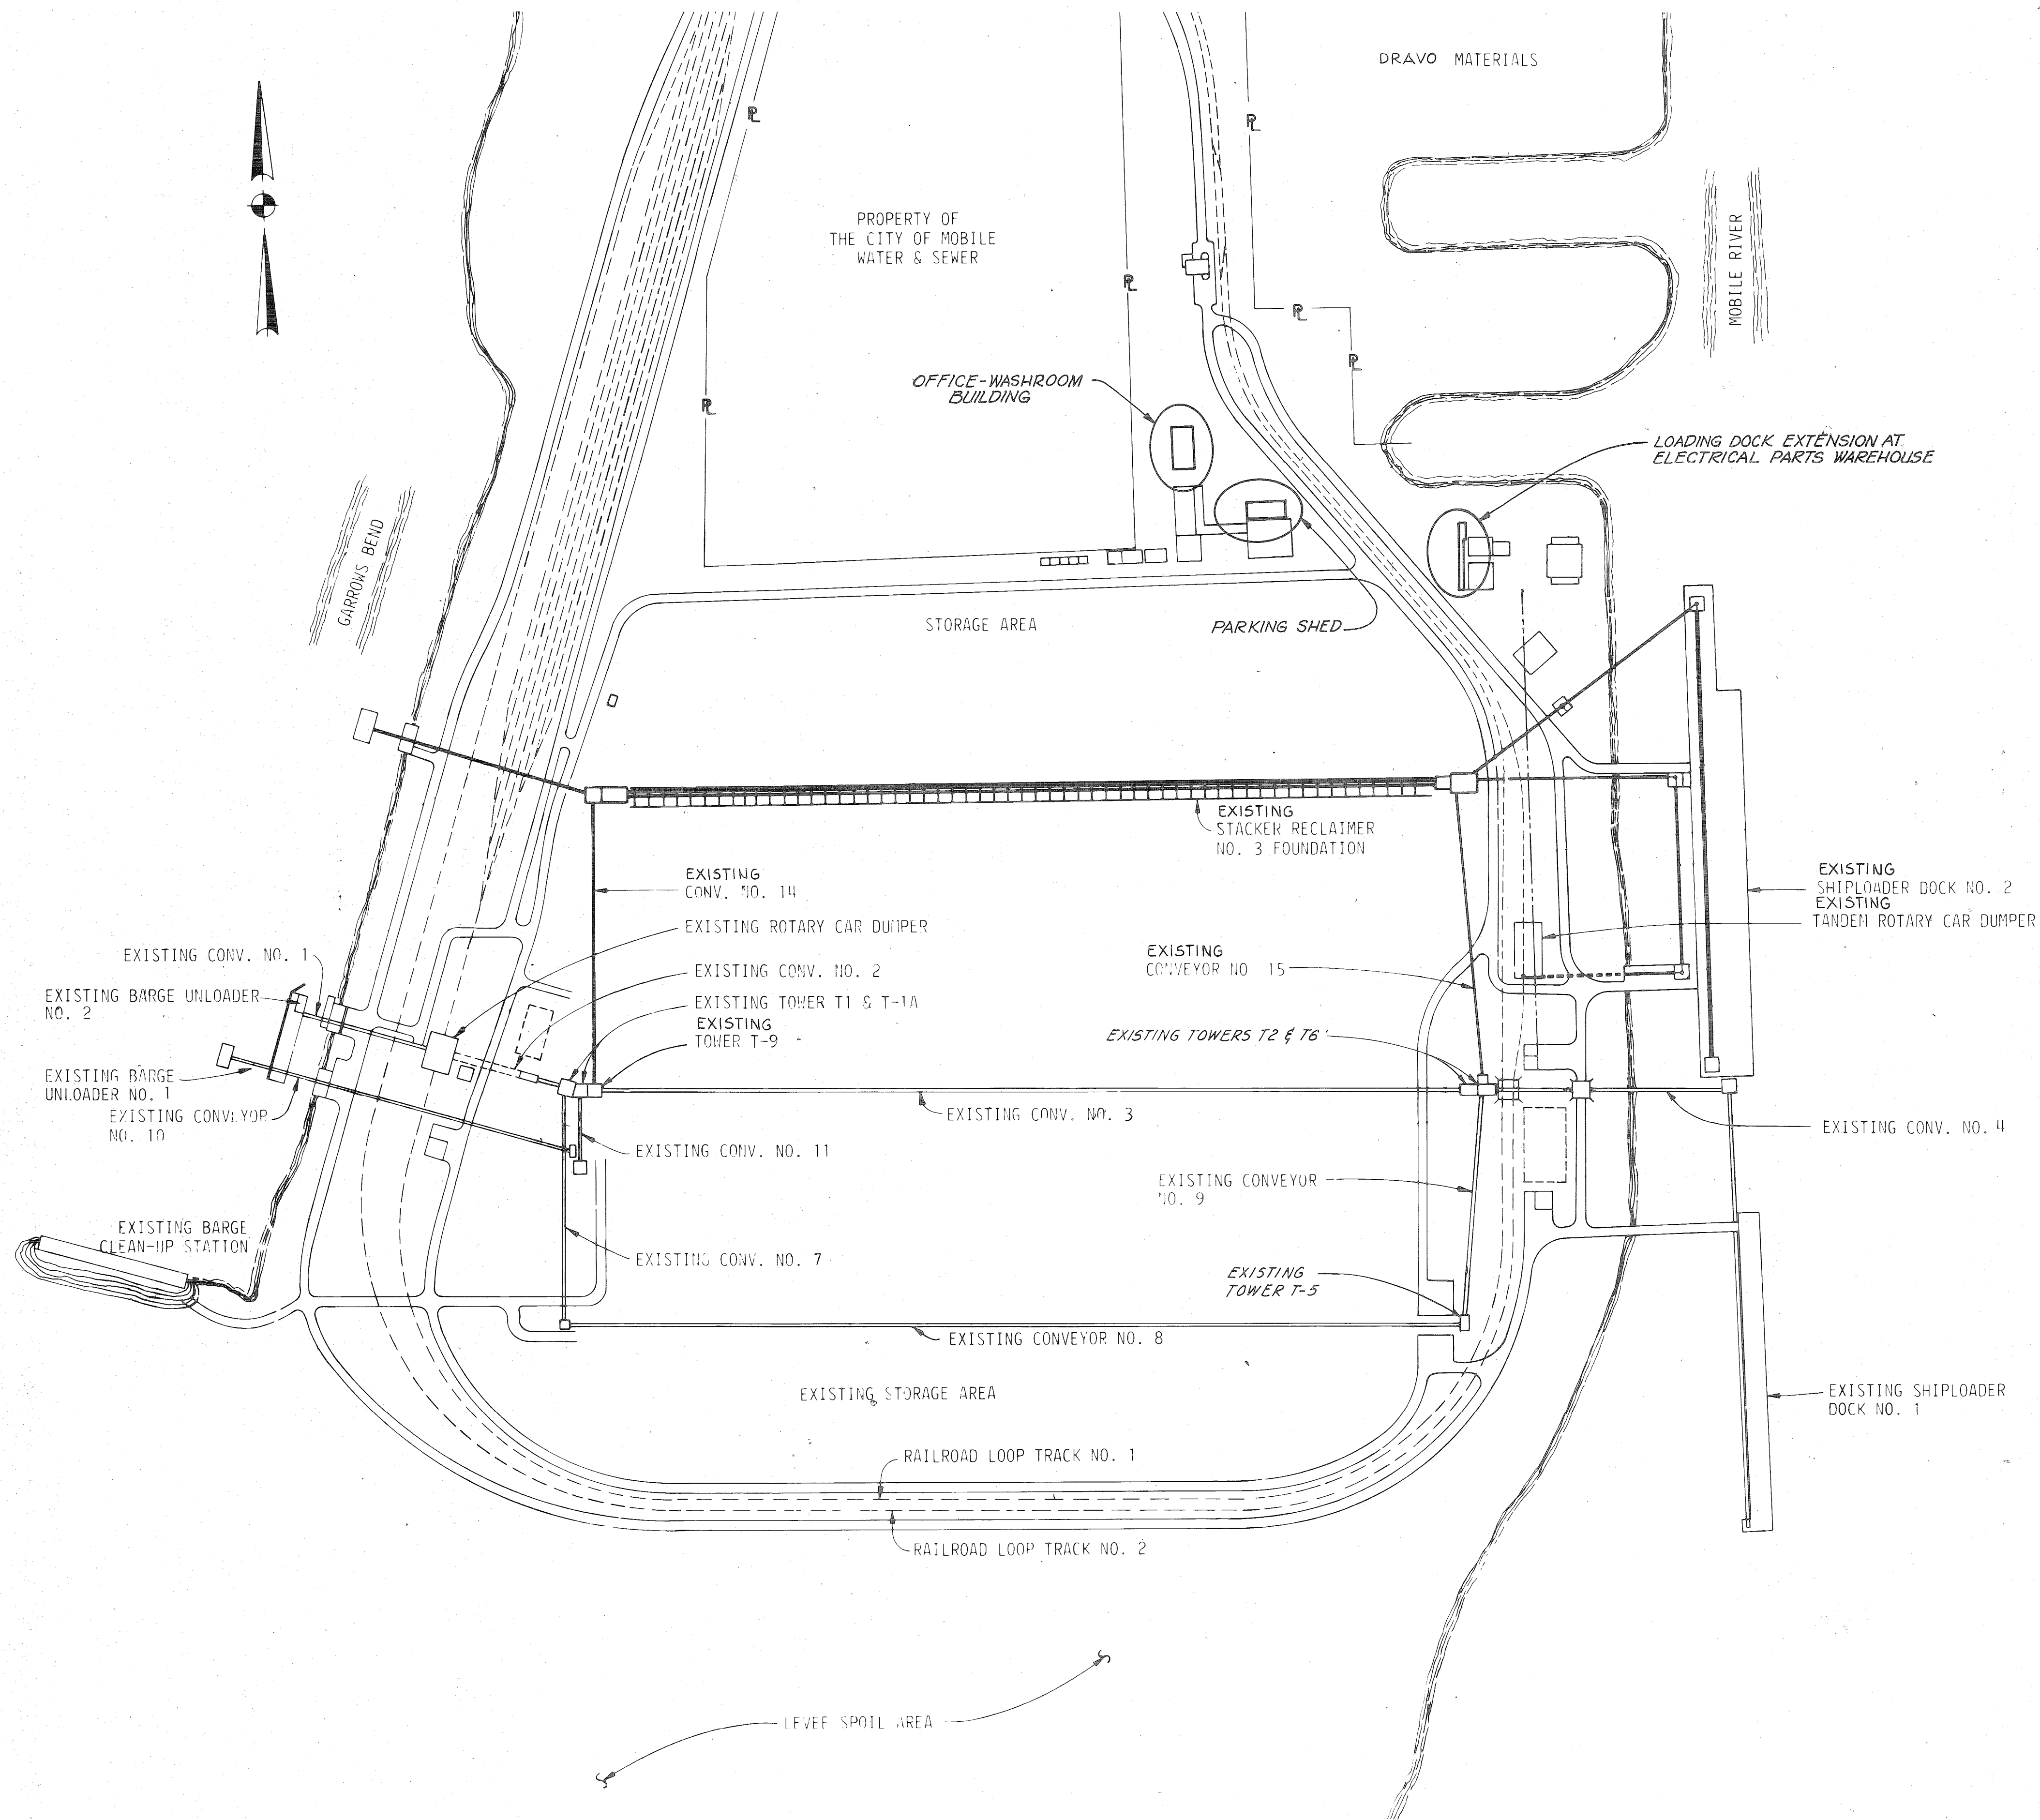 DRAVO MATERIALS
PROPERTY OF
THE CITY OF MOBILE
WATER & SEWER
MOBILE RIVER
OFFICE-WASHROOM
BUILDING
LOADING DOCK EXTENSION AT
ELECTRICAL PARTS WAREHOUSE
GARROWS BEND
STORAGE AREA
PARKING SHED
EXISTING
STACKER RECLAIMER
NO. 3 FOUNDATION
EXISTING
CONV. NO. 14
EXISTING
SHIPLOADER DOCK NO. 2
EXISTING
TANDEM ROTARY CAR DUMPER
EXISTING ROTARY CAR DUMPER
EXISTING CONV. NO. 1
EXISTING
CONVEYOR NO 15
EXISTING CONV. NO. 2
EXISTING BARGE UNLOADER
NO. 2
EXISTING TOWER T1 & T-1A
EXISTING
TOWER T-9
EXISTING TOWERS T2 & T6
EXISTING BARGE
UNLOADER NO. 1
EXISTING CONVEYOR
NO. 10
EXISTING CONV. NO. 3
EXISTING CONV. NO. 4
EXISTING CONV. NO. 11
EXISTING CONVEYOR
NO. 9
EXISTING BARGE
CLEAN-UP STATION
EXISTING CONV. NO. 7
EXISTING
TOWER T-5
EXISTING CONVEYOR NO. 8
EXISTING STORAGE AREA
EXISTING SHIPLOADER
DOCK NO. 1
RAILROAD LOOP TRACK NO. 1
RAILROAD LOOP TRACK NO. 2
LEVEE SPOIL AREA